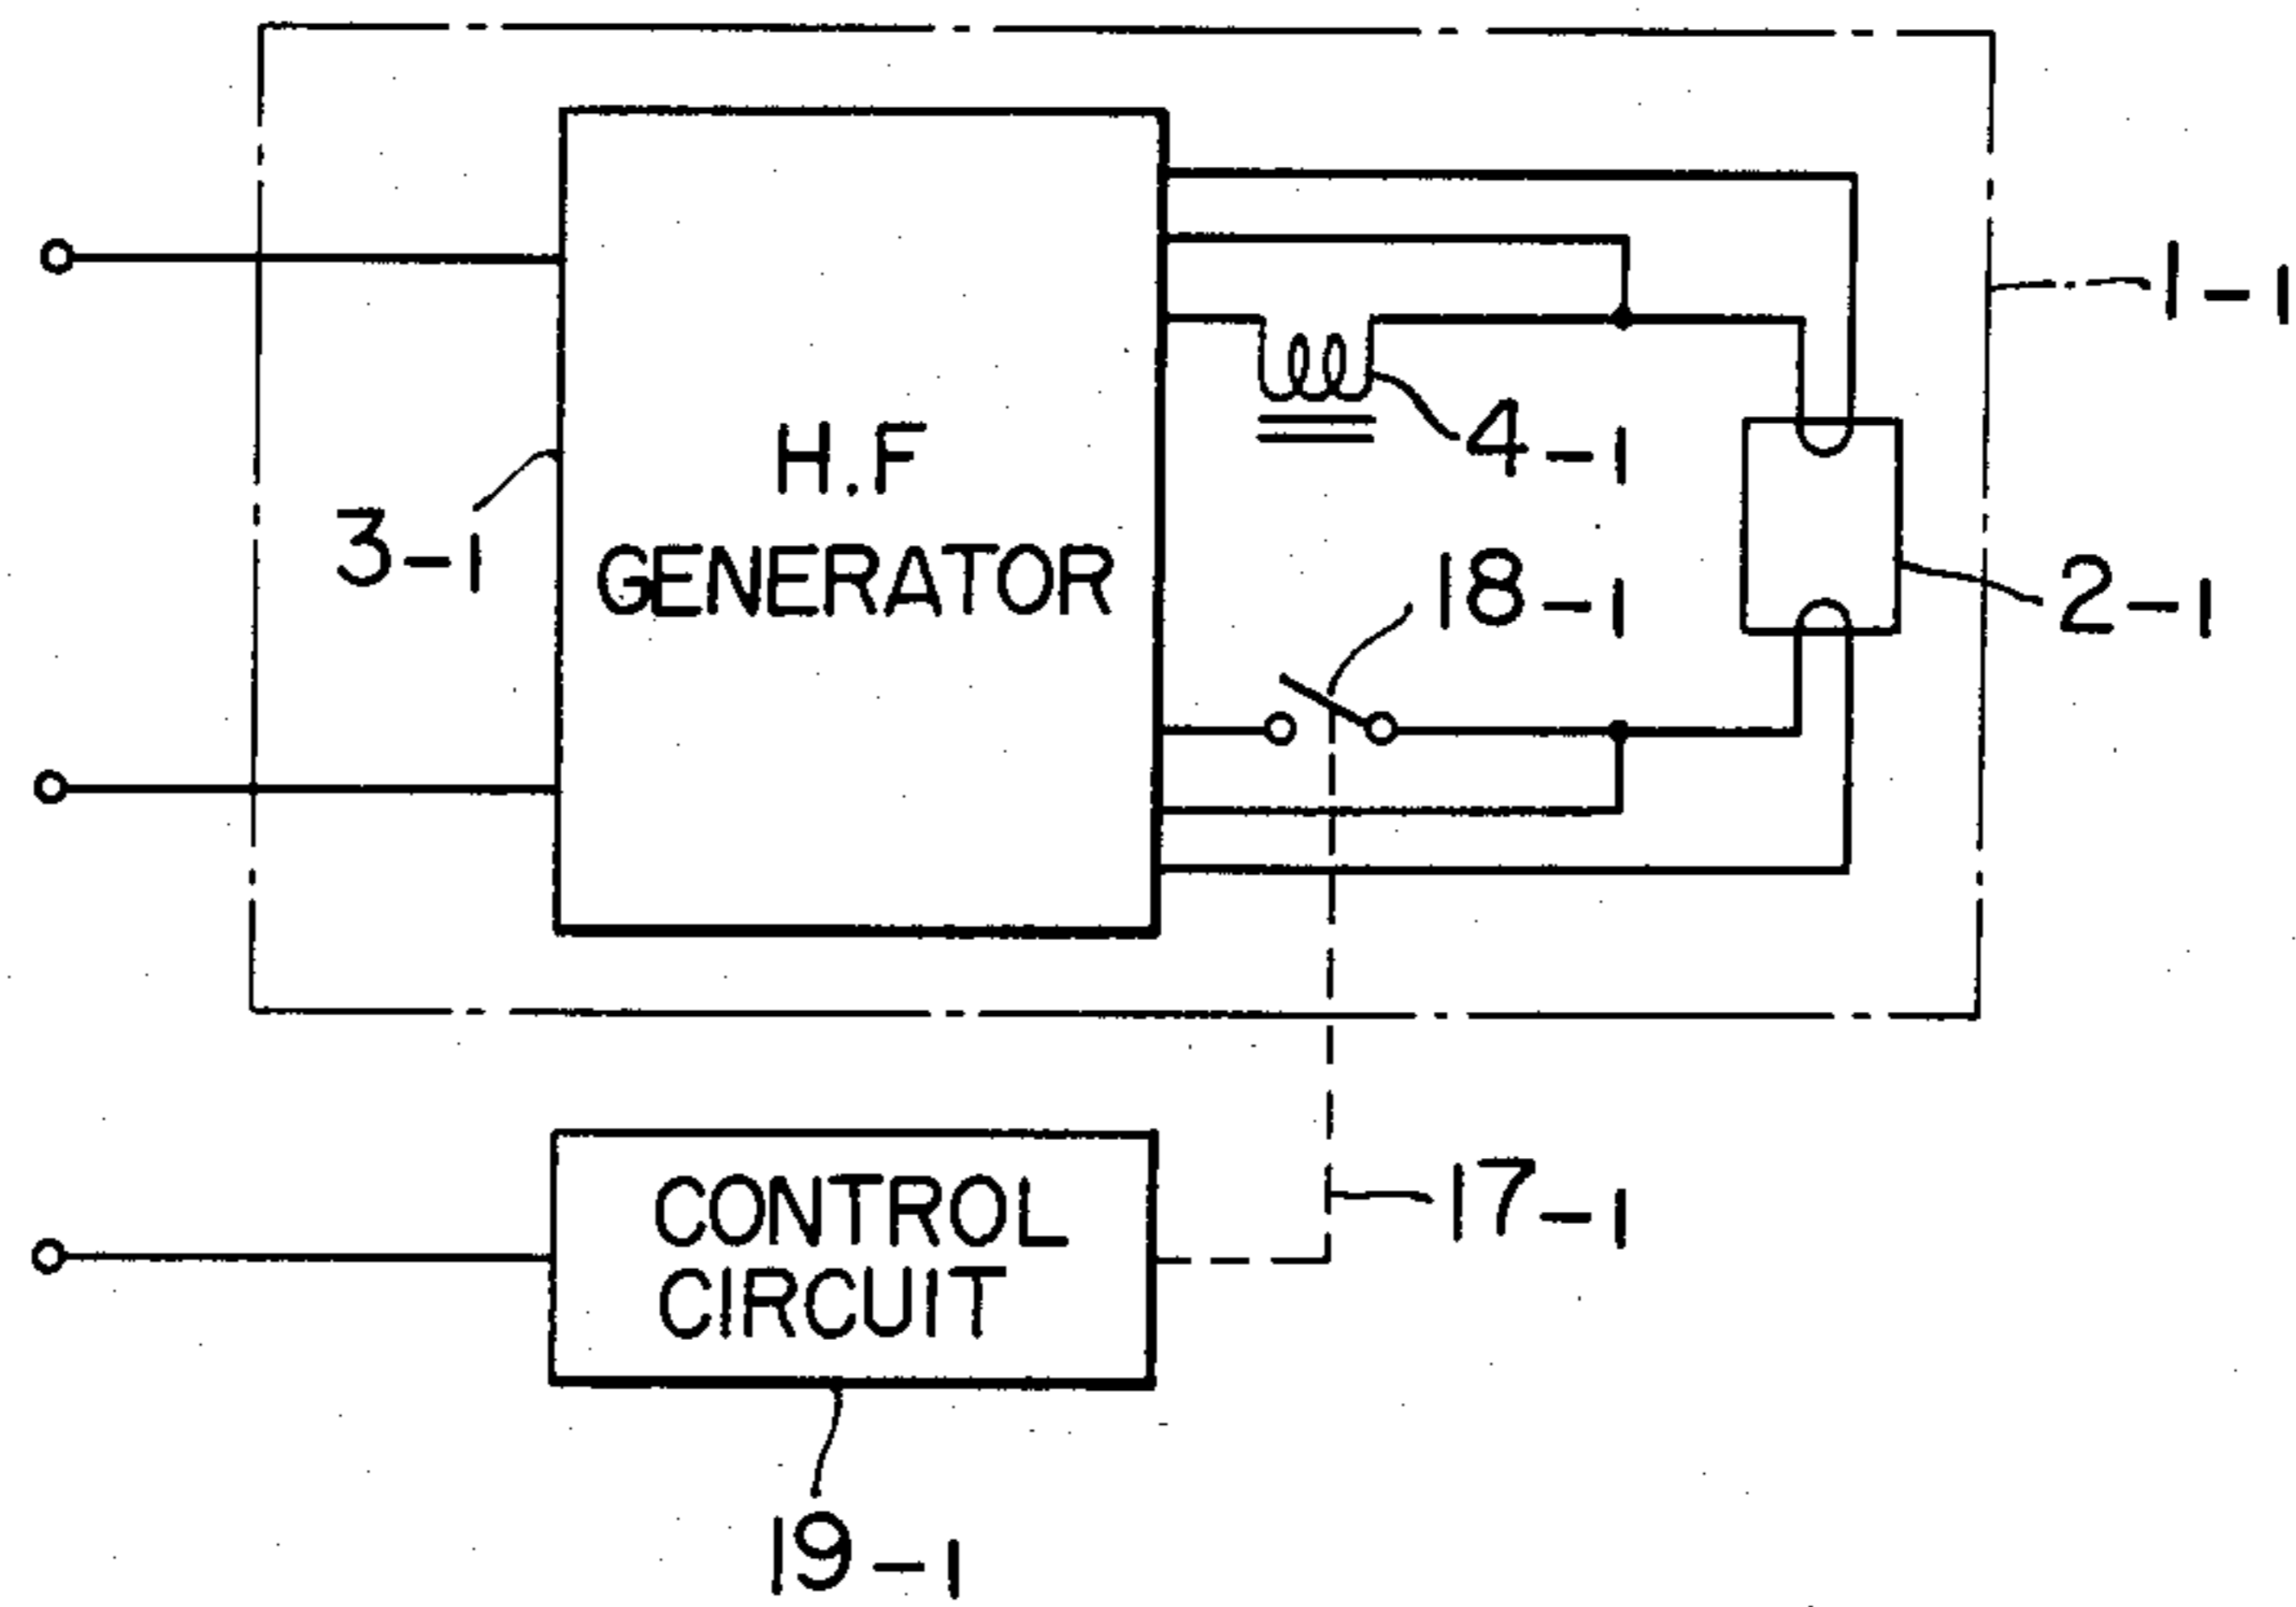 1-1
H.F
GENERATOR
3-1
4-1
18-1
2-1
CONTROL
CIRCUIT
17-1
19-1